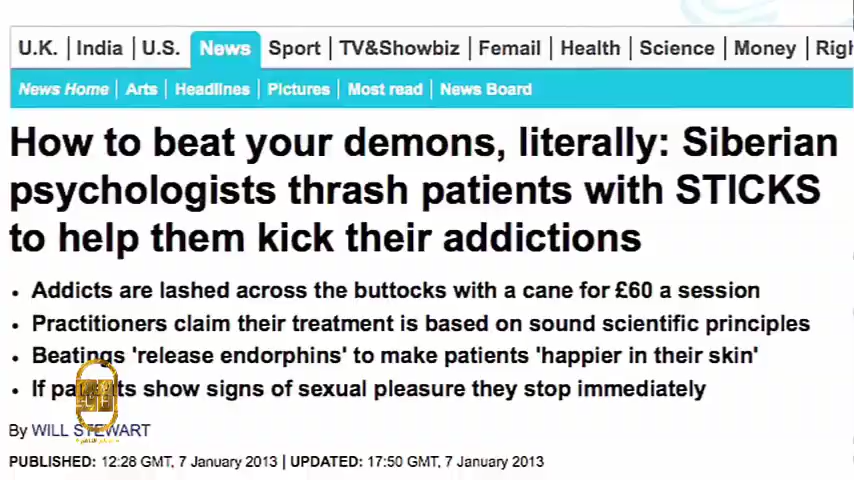 U.K. | India | U.S. News Sport | TV&Showbiz | Femail | Health | Science | Money |
News Home | Arts | Headlines | Pictures | Most read | News Board
How to beat your demons, literally: Siberian
psychologists thrash patients with STICKS
to help them kick their addictions
• Addicts are lashed across the buttocks with a cane for £60 a session
• Practitioners claim their treatment is based on sound scientific principles
• Beatings 'release endorphins' to make patients 'happier in their skin'
• If patients show signs of sexual pleasure they stop immediately
By WILL STEWART
PUBLISHED: 12:28 GMT, 7 January 2013 | UPDATED: 17:50 GMT, 7 January 2013